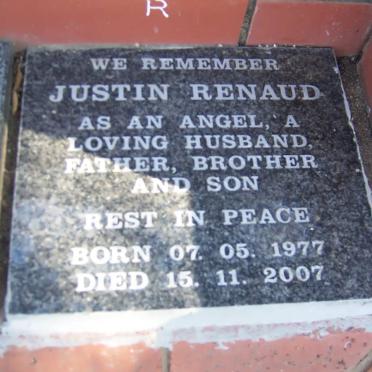 R
WE REMEMBER
JUSTIN RENAUD
AS AN ANGEL, A
LOVING HUSBAND,
FATHER, BROTHER
AND SON
REST IN PEACE
BORN 07. 05. 1977
DIED 15. 11. 2007